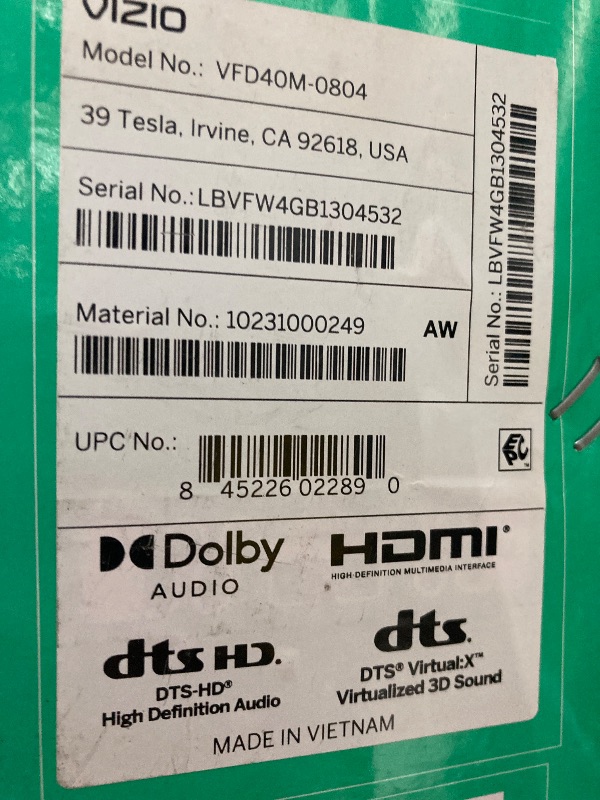 VIZIO
Model No.: VFD40M-0804
39 Tesla, Irvine, CA 92618, USA
Serial No.: LBVFW4GB1304532
Serial No.: LBVFW4GB1304532
Material No.: 10231000249 AW
UPC No.:
8 45226 02289 0
EPC™
Dolby
AUDIO
HDMI®
HIGH-DEFINITION MULTIMEDIA INTERFACE
dts HD.
DTS-HD®
High Definition Audio
dts.
DTS® Virtual:X™
Virtualized 3D Sound
MADE IN VIETNAM